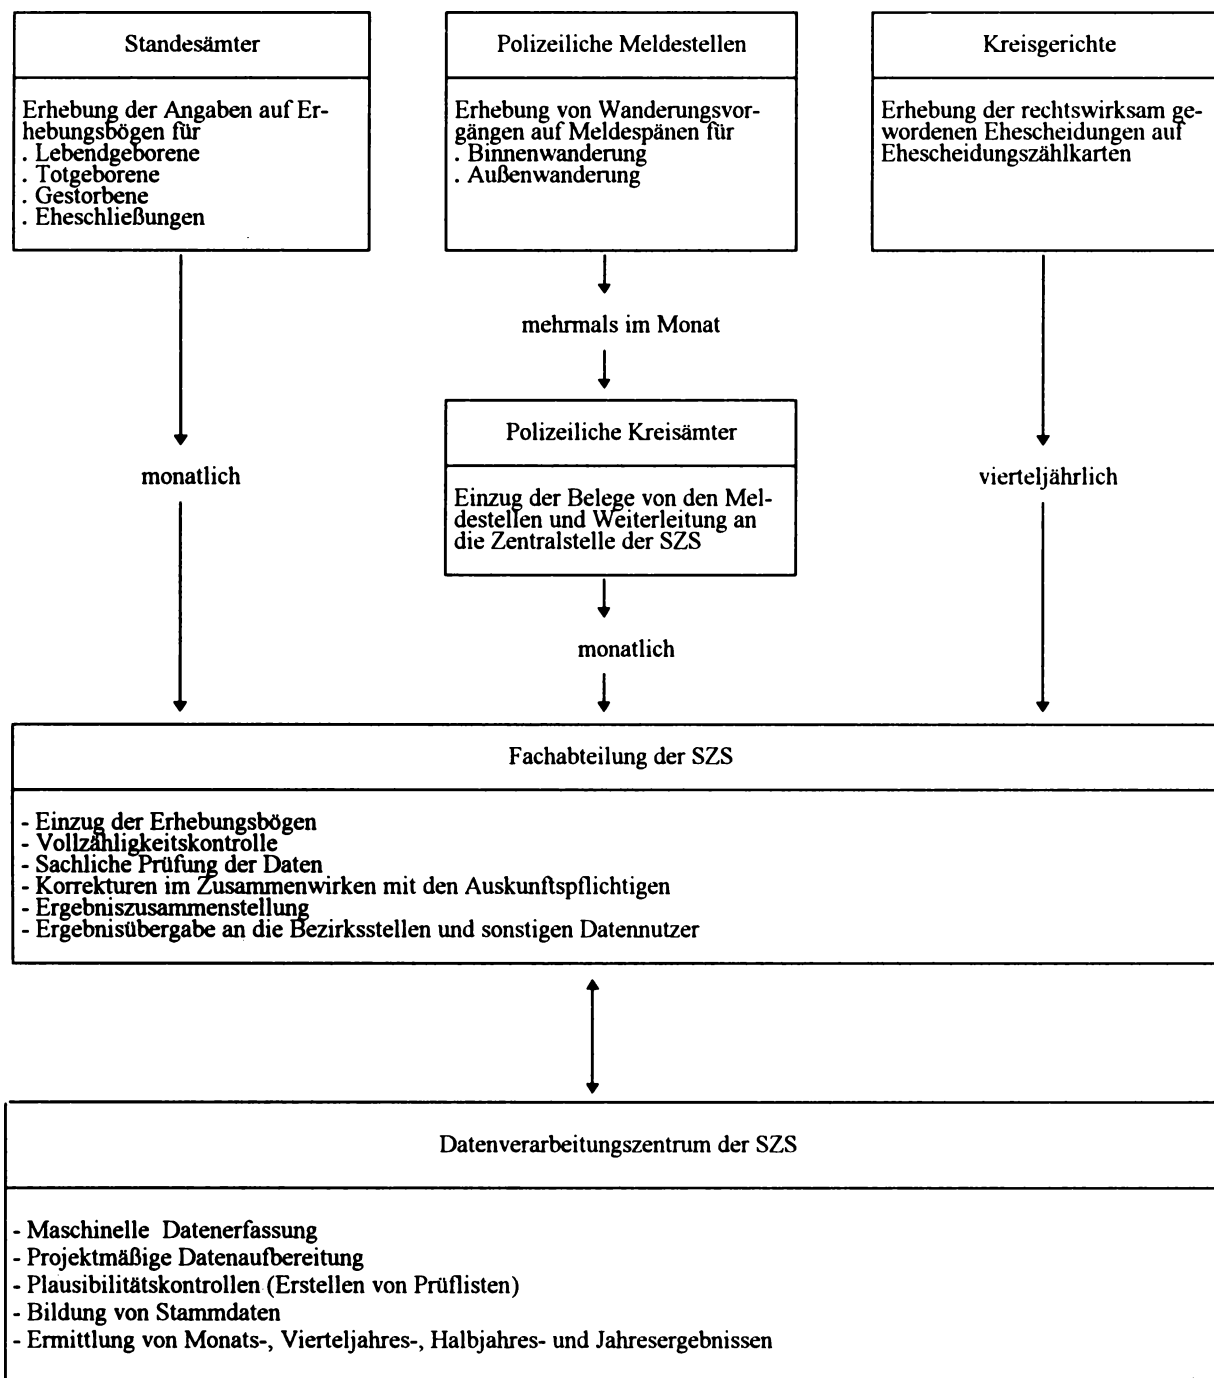 Standesämter
Erhebung der Angaben auf Er-
hebungsbögen für
. Lebendgeborene
. Totgeborene
. Gestorbene
. Eheschließungen
Polizeiliche Meldestellen
Erhebung von Wanderungsvor-
gängen auf Meldespänen für
. Binnenwanderung
. Außenwanderung
Kreisgerichte
Erhebung der rechtswirksam ge-
wordenen Ehescheidungen auf
Ehescheidungszählkarten
mehrmals im Monat
Polizeiliche Kreisämter
Einzug der Belege von den Mel-
destellen und Weiterleitung an
die Zentralstelle der SZS
monatlich
vierteljährlich
monatlich
Fachabteilung der SZS
- Einzug der Erhebungsbögen
- Vollzähligkeitskontrolle
- Sachliche Prüfung der Daten
- Korrekturen im Zusammenwirken mit den Auskunftspflichtigen
- Ergebniszusammenstellung
- Ergebnisübergabe an die Bezirksstellen und sonstigen Datennutzer
Datenverarbeitungszentrum der SZS
- Maschinelle Datenerfassung
- Projektmäßige Datenaufbereitung
- Plausibilitätskontrollen (Erstellen von Prüflisten)
- Bildung von Stammdaten
- Ermittlung von Monats-, Vierteljahres-, Halbjahres- und Jahresergebnissen